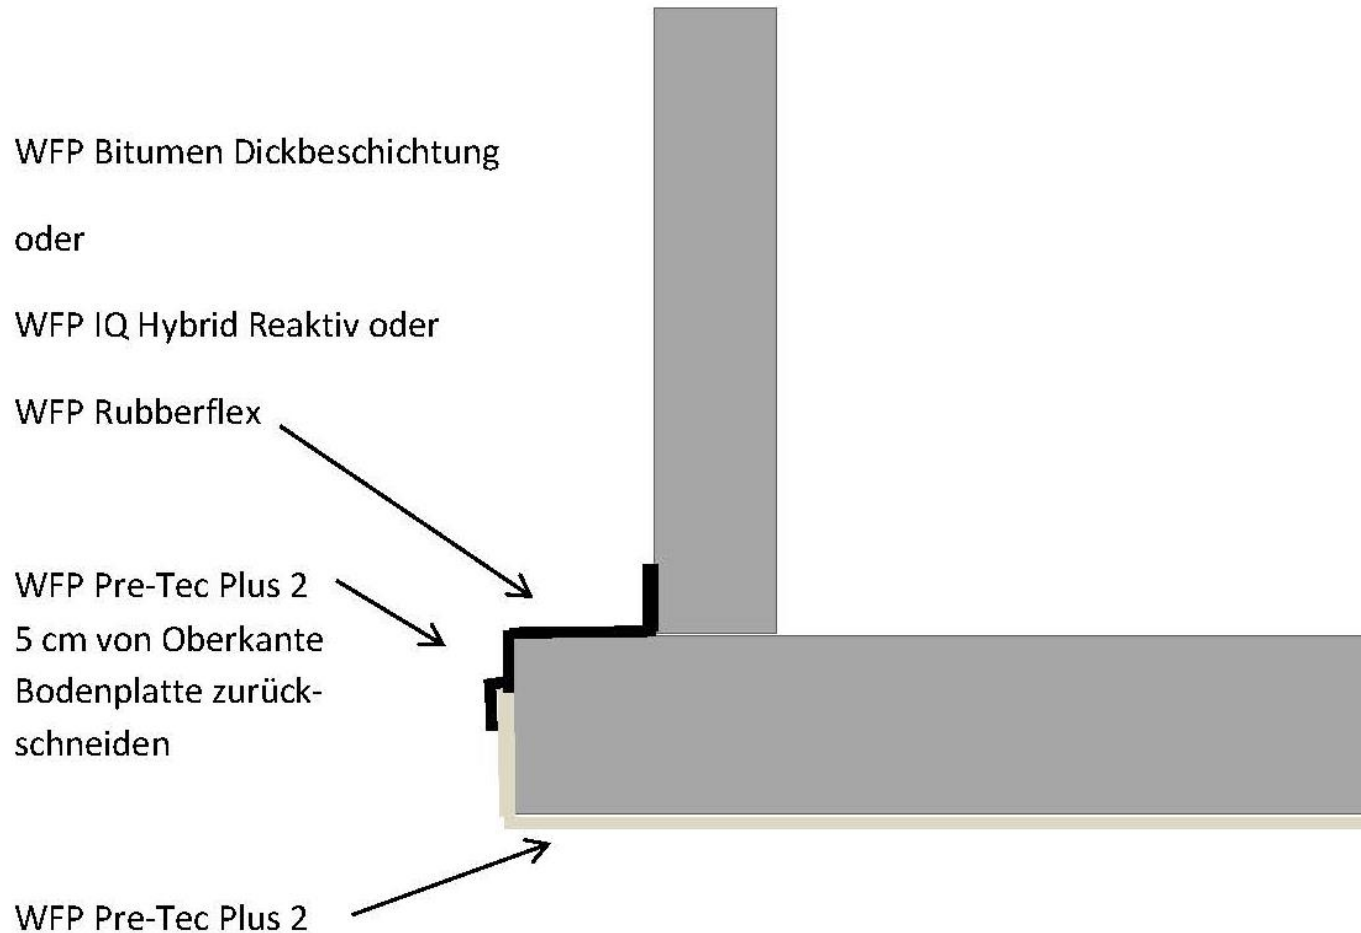 WFP Bitumen Dickbeschichtung
oder
WFP IQ Hybrid Reaktiv oder
WFP Rubberflex
WFP Pre-Tec Plus 2
5 cm von Oberkante
Bodenplatte zurück-
schneiden
WFP Pre-Tec Plus 2